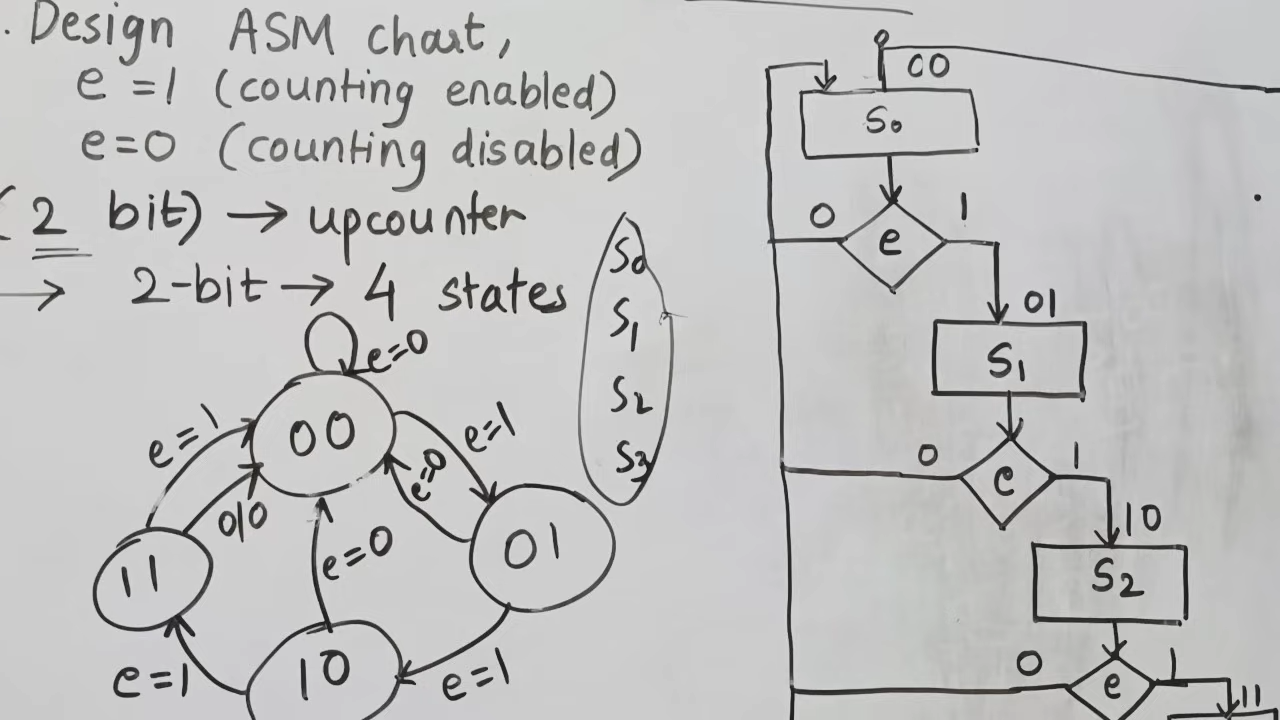 . Design ASM chart,
e = 1 (counting enabled)
e=0 (counting disabled)
(2 bit) → upcounter
→ 2-bit → 4 states
S0
S1
S2
S3
e=0
00
e=1
e=1
e=0
0/0
e=0
01
11
10
e=1
e=1
00
S0
0
1
e
01
S1
0
1
e
10
S2
0
1
e
11